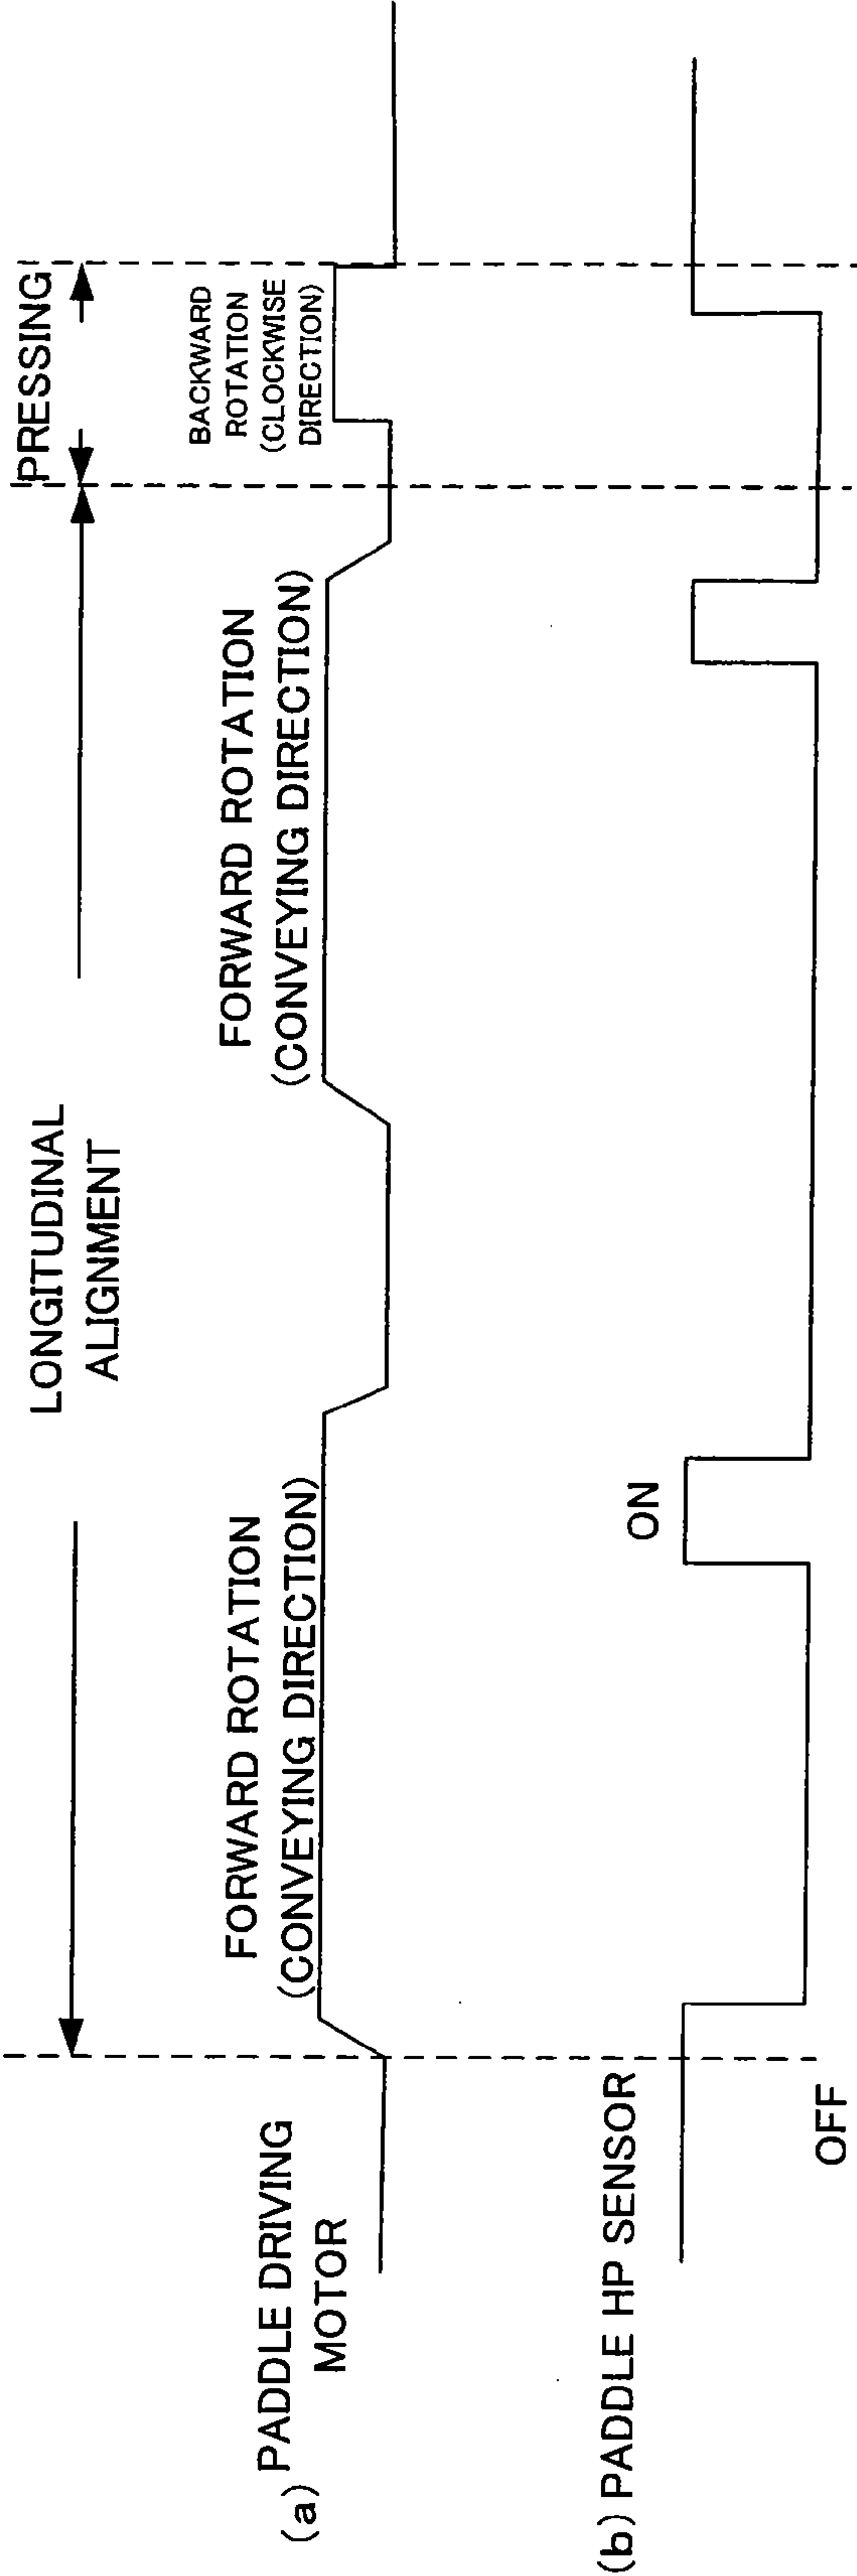 LONGITUDINAL
ALIGNMENT
PRESSING
(a) PADDLE DRIVING
MOTOR
FORWARD ROTATION
(CONVEYING DIRECTION)
FORWARD ROTATION
(CONVEYING DIRECTION)
BACKWARD
ROTATION
(CLOCKWISE
DIRECTION)
(b) PADDLE HP SENSOR
ON
OFF